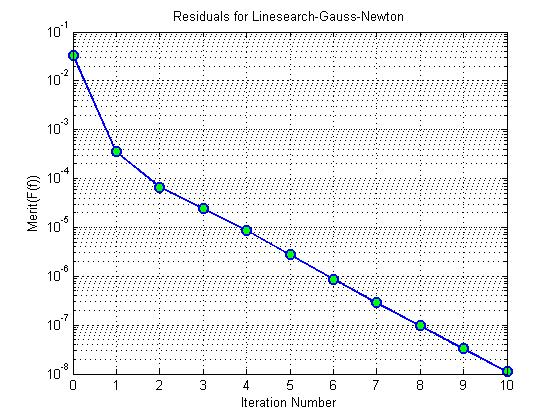 Residuals for Linesearch-Gauss-Newton
10^-1
10^-2
10^-3
10^-4
10^-5
10^-6
10^-7
10^-8
Merit(F(f))
0 1 2 3 4 5 6 7 8 9 10
Iteration Number